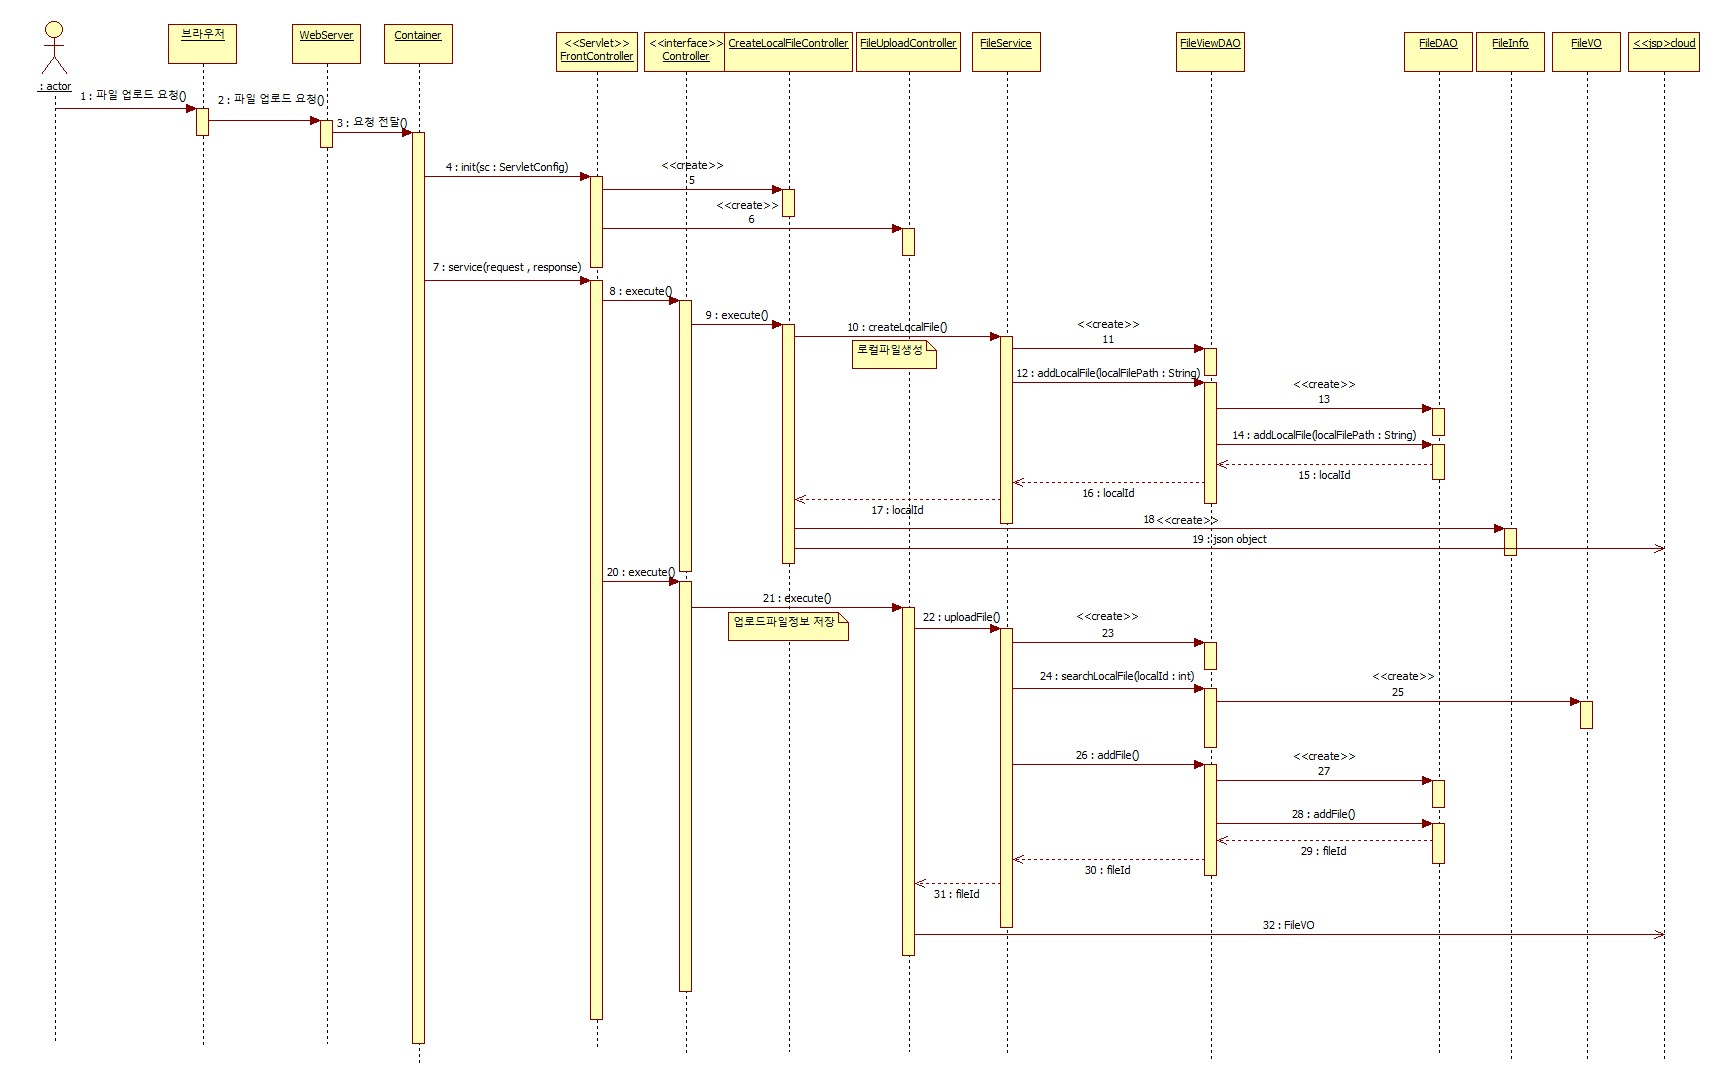 브라우저
WebServer
Container
<<Servlet>>
FrontController
<<interface>>
Controller
CreateLocalFileController
FileUploadController
FileService
FileViewDAO
FileDAO
FileInfo
FileVO
<<jsp>cloud
: actor
1 : 파일 업로드 요청()
2 : 파일 업로드 요청()
3 : 요청 전달()
4 : init(sc : ServletConfig)
<<create>>
5
<<create>>
6
7 : service(request , response)
8 : execute()
9 : execute()
10 : createLocalFile()
로컬파일생성
<<create>>
11
12 : addLocalFile(localFilePath : String)
<<create>>
13
14 : addLocalFile(localFilePath : String)
15 : localId
16 : localId
17 : localId
18 <<create>>
19 : json object
20 : execute()
21 : execute()
업로드파일정보 저장
22 : uploadFile()
<<create>>
23
24 : searchLocalFile(localId : int)
<<create>>
25
26 : addFile()
<<create>>
27
28 : addFile()
29 : fileId
30 : fileId
31 : fileId
32 : FileVO